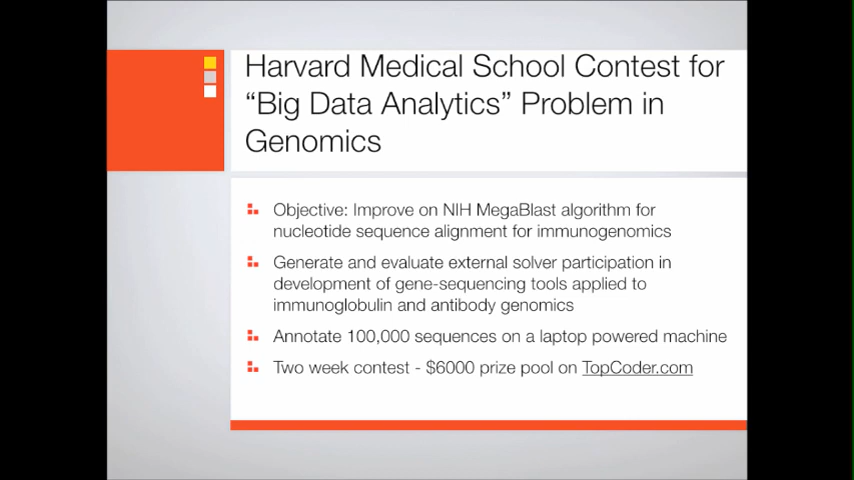 Harvard Medical School Contest for
“Big Data Analytics” Problem in
Genomics
Objective: Improve on NIH MegaBlast algorithm for
nucleotide sequence alignment for immunogenomics
Generate and evaluate external solver participation in
development of gene-sequencing tools applied to
immunoglobulin and antibody genomics
Annotate 100,000 sequences on a laptop powered machine
Two week contest - $6000 prize pool on TopCoder.com